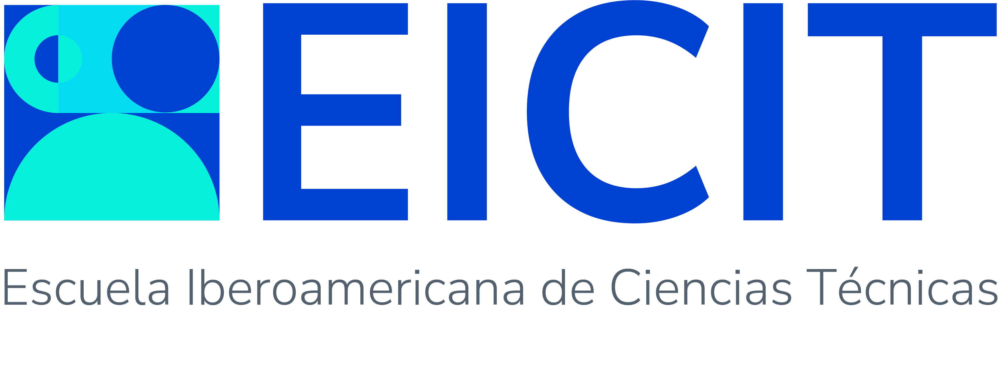 EICIT
Escuela Iberoamericana de Ciencias Técnicas